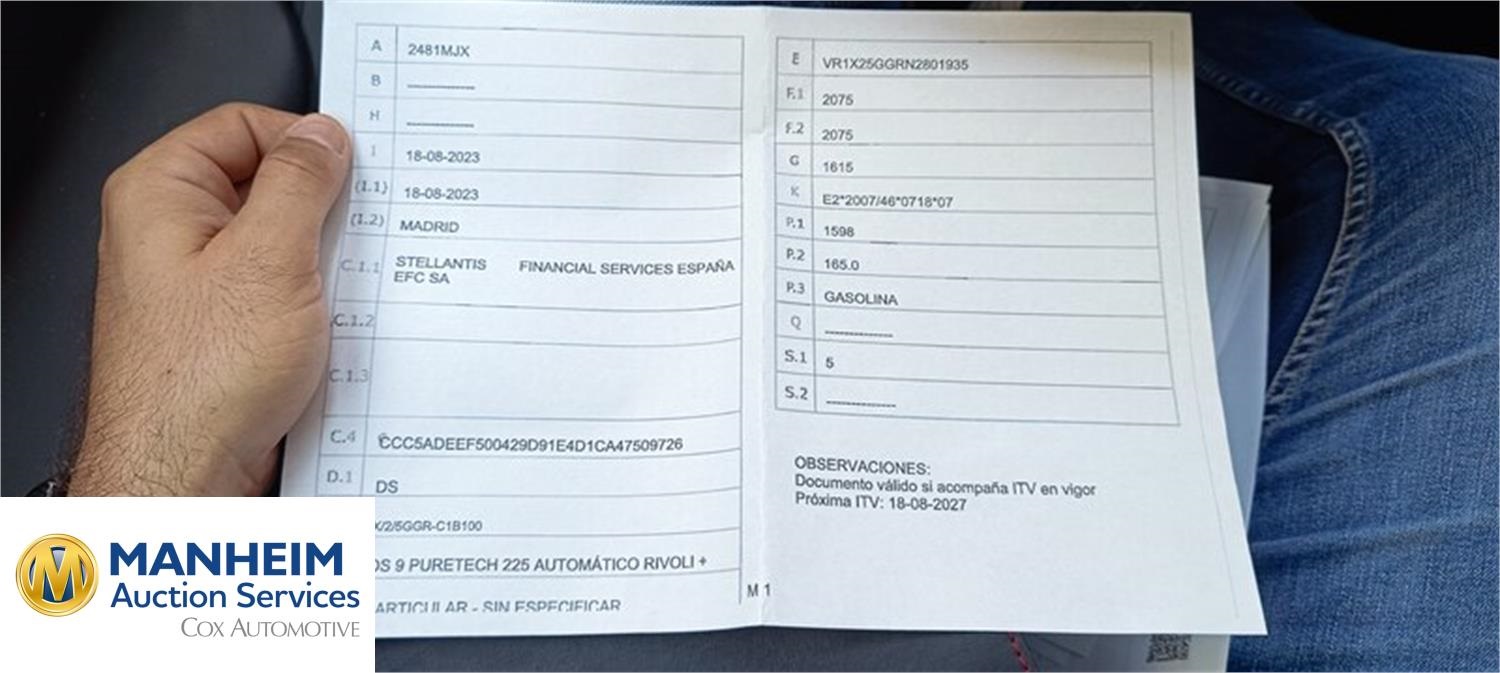 A 2481MJX
B ------------
H ------------
I 18-08-2023
(I.1) 18-08-2023
(I.2) MADRID
C.1.1 STELLANTIS FINANCIAL SERVICES ESPAÑA
EFC SA
C.1.2
C.1.3
C.4 CCC5ADEEF500429D91E4D1CA47509726
D.1 DS
X/2/5GGR-C1B100
DS 9 PURETECH 225 AUTOMÁTICO RIVOLI +
ARTICULAR - SIN ESPECIFICAR
M 1
E VR1X25GGRN2801935
F.1 2075
F.2 2075
G 1615
K E2*2007/46*0718*07
P.1 1598
P.2 165.0
P.3 GASOLINA
Q ------------
S.1 5
S.2 ------------
OBSERVACIONES:
Documento válido si acompaña ITV en vigor
Próxima ITV: 18-08-2027
MANHEIM
Auction Services
COX AUTOMOTIVE